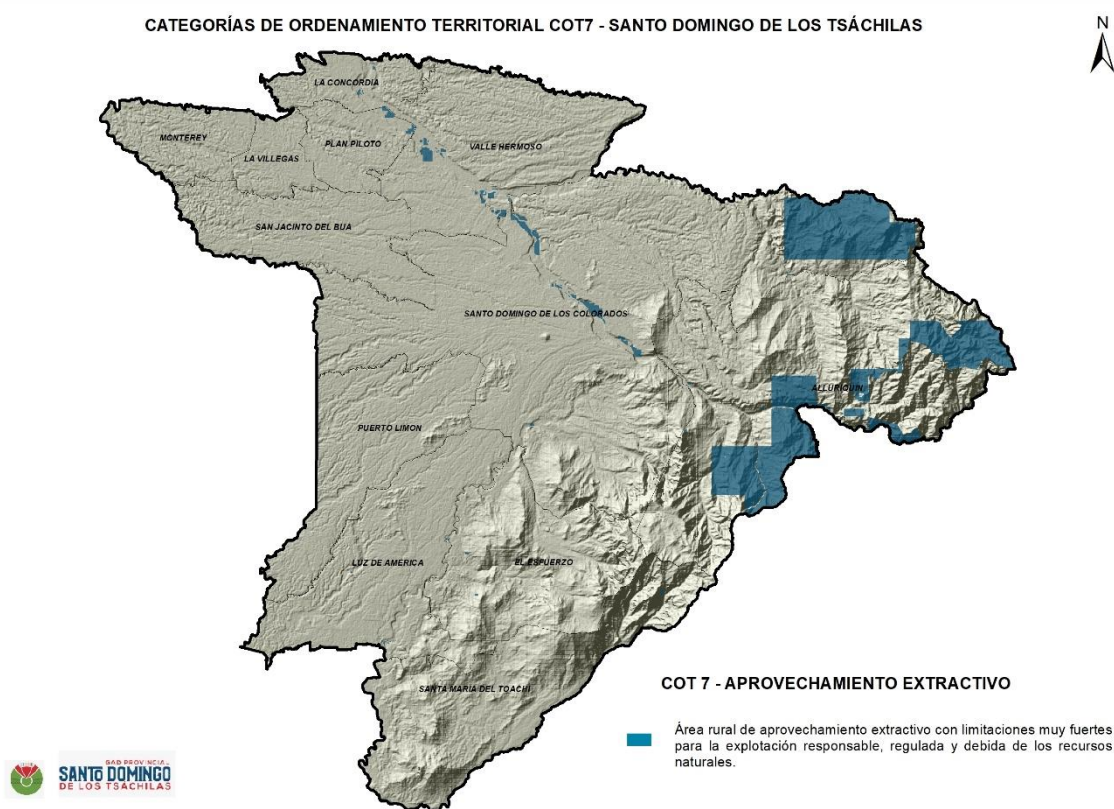 CATEGORÍAS DE ORDENAMIENTO TERRITORIAL COT7 - SANTO DOMINGO DE LOS TSÁCHILAS
N
LA CONCORDIA
MONTERREY
LA VILLEGAS
PLAN PILOTO
VALLE HERMOSO
SAN JACINTO DEL BUA
SANTO DOMINGO DE LOS COLORADOS
ALLURIQUIN
PUERTO LIMON
LUZ DE AMERICA
EL ESFUERZO
SANTA MARIA DEL TOACHI
COT 7 - APROVECHAMIENTO EXTRACTIVO
Área rural de aprovechamiento extractivo con limitaciones muy fuertes
para la explotación responsable, regulada y debida de los recursos
naturales.
GAD PROVINCIAL
SANTO DOMINGO
DE LOS TSÁCHILAS